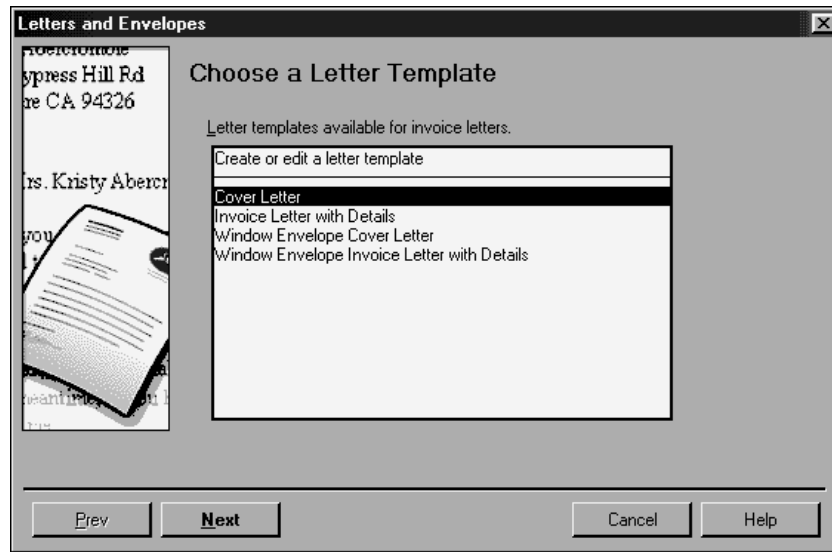 Letters and Envelopes
ypress Hill Rd
re CA 94326
rs. Kristy Abercr
you
Choose a Letter Template
Letter templates available for invoice letters.
Create or edit a letter template
Cover Letter
Invoice Letter with Details
Window Envelope Cover Letter
Window Envelope Invoice Letter with Details
Prev
Next
Cancel
Help